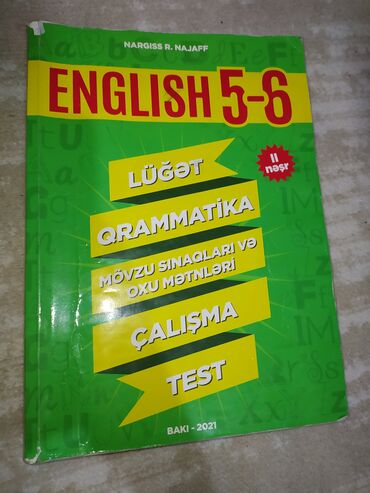 NARGISS R. NAJAFF
ENGLISH 5-6
II
nəşr
LÜĞƏT
QRAMMATİKA
MÖVZU SINAQLARI VƏ
OXU MƏTNLƏRİ
ÇALIŞMA
TEST
BAKI - 2021